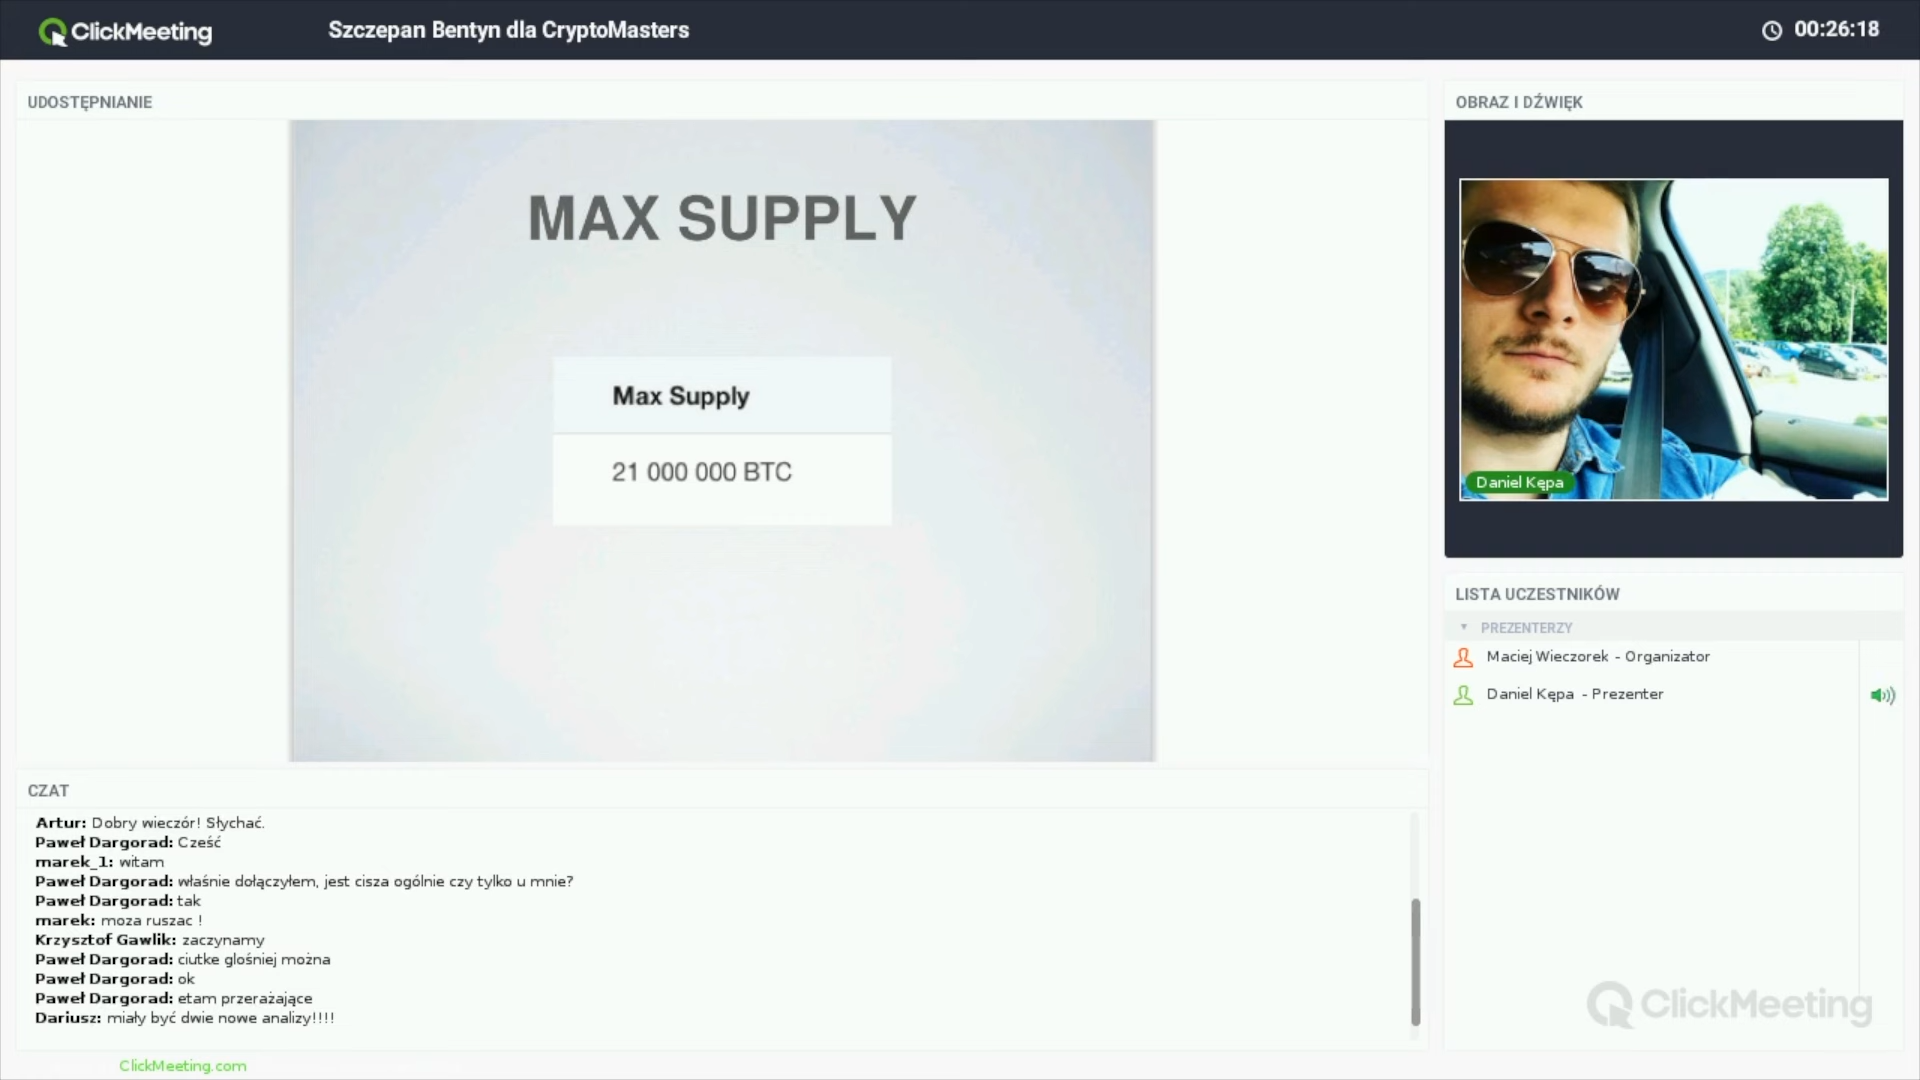 ClickMeeting
Szczepan Bentyn dla CryptoMasters
00:26:18
UDOSTĘPNIANIE
MAX SUPPLY
Max Supply
21 000 000 BTC
OBRAZ I DŹWIĘK
Daniel Kępa
LISTA UCZESTNIKÓW
PREZENTERZY
Maciej Wieczorek - Organizator
Daniel Kępa - Prezenter
CZAT
Artur: Dobry wieczór! Słychać.
Paweł Dargorad: Cześć
marek_1: witam
Paweł Dargorad: właśnie dołączyłem, jest cisza ogólnie czy tylko u mnie?
Paweł Dargorad: tak
marek: moza ruszac !
Krzysztof Gawlik: zaczynamy
Paweł Dargorad: ciutke glośniej można
Paweł Dargorad: ok
Paweł Dargorad: etam przerażające
Dariusz: miały być dwie nowe analizy!!!!
ClickMeeting
ClickMeeting.com